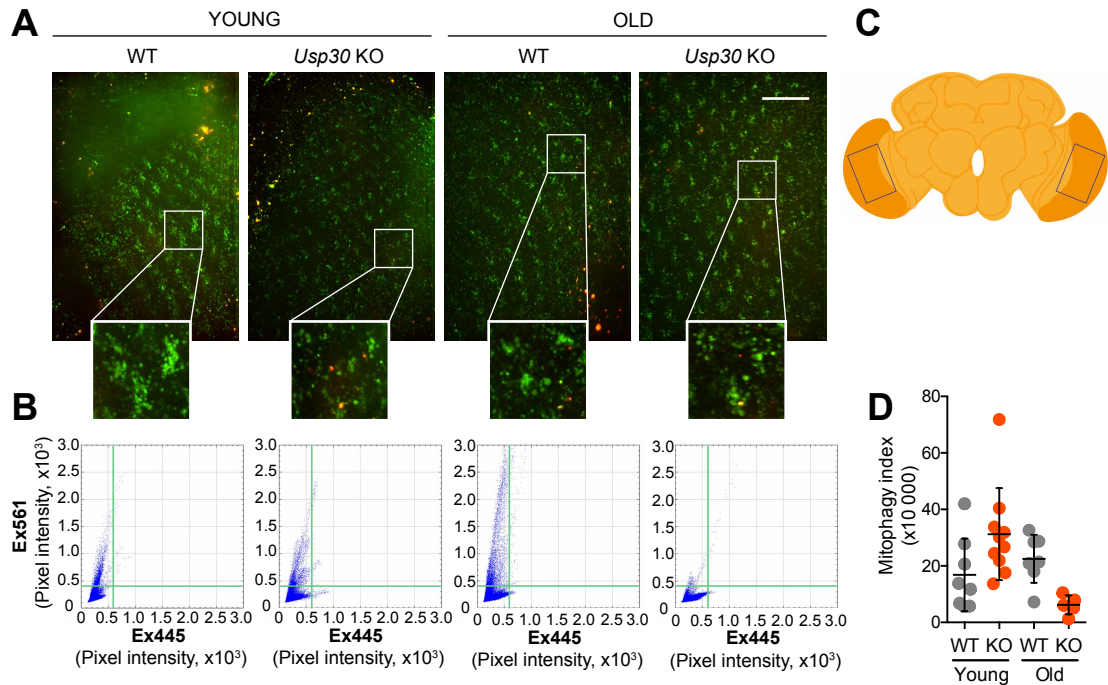 A
YOUNG
OLD
C
WT
Usp30 KO
WT
Usp30 KO
B
Ex561
(Pixel intensity, x10³)
3.0
2.5
2.0
1.5
1.0
0.5
0
0 0.5 1.0 1.5 2.0 2.5 3.0
Ex445
(Pixel intensity, x10³)
3.0
2.5
2.0
1.5
1.0
0.5
0
0 0.5 1.0 1.5 2.0 2.5 3.0
Ex445
(Pixel intensity, x10³)
3.0
2.5
2.0
1.5
1.0
0.5
0
0 0.5 1.0 1.5 2.0 2.5 3.0
Ex445
(Pixel intensity, x10³)
3.0
2.5
2.0
1.5
1.0
0.5
0
0 0.5 1.0 1.5 2.0 2.5 3.0
Ex445
(Pixel intensity, x10³)
D
Mitophagy index
(x10 000)
80
60
40
20
0
WT KO WT KO
Young Old